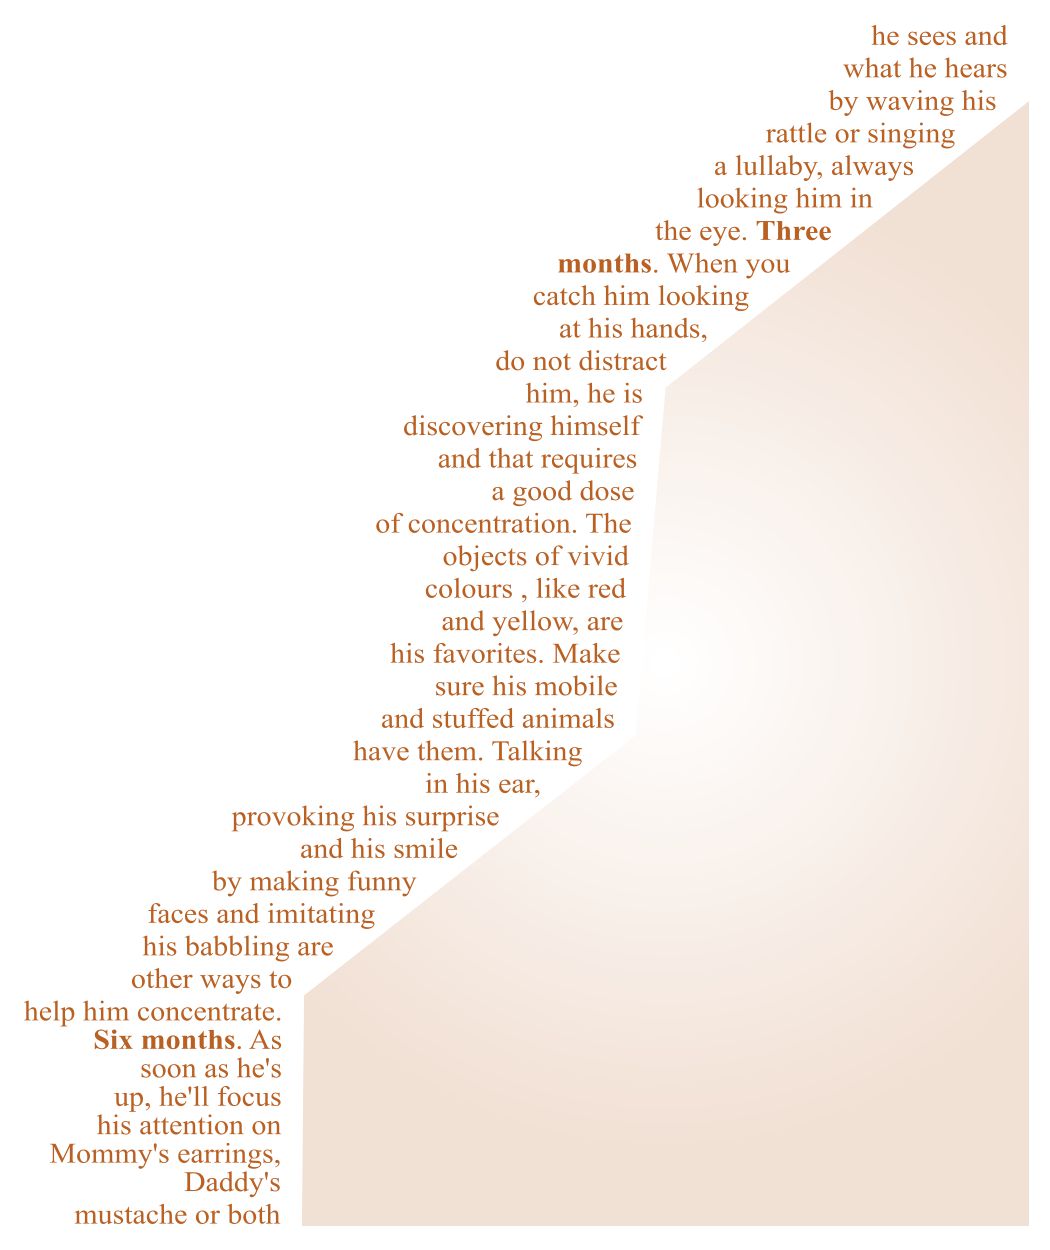 he sees and
what he hears
by waving his
rattle or singing
a lullaby, always
looking him in
the eye. Three
months. When you
catch him looking
at his hands,
do not distract
him, he is
discovering himself
and that requires
a good dose
of concentration. The
objects of vivid
colours , like red
and yellow, are
his favorites. Make
sure his mobile
and stuffed animals
have them. Talking
in his ear,
provoking his surprise
and his smile
by making funny
faces and imitating
his babbling are
other ways to
help him concentrate.
Six months. As
soon as he's
up, he'll focus
his attention on
Mommy's earrings,
Daddy's
mustache or both